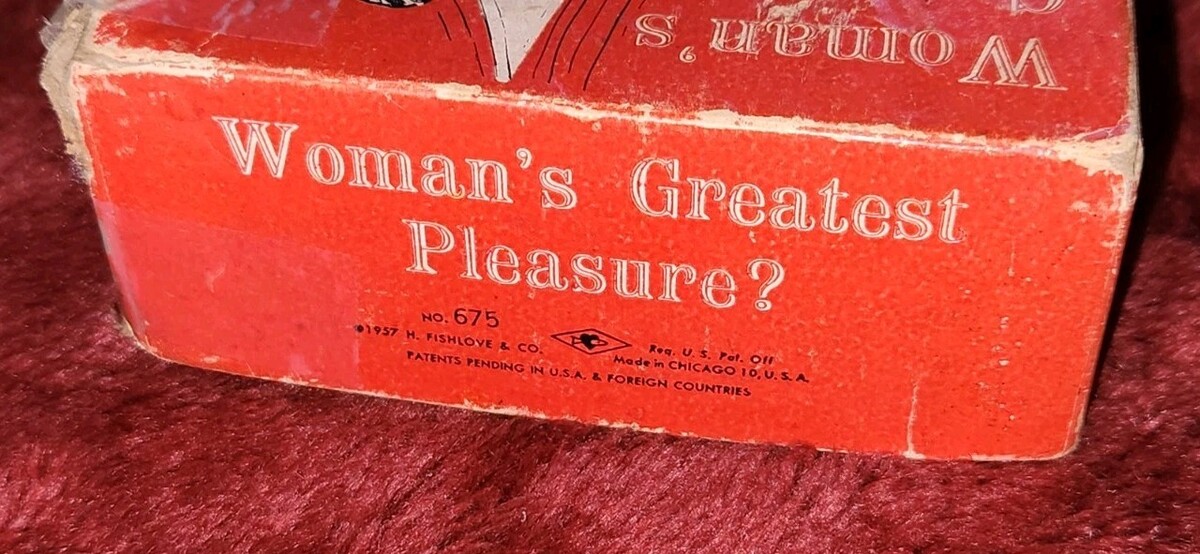 Woman's
Woman's Greatest
Pleasure?
NO. 675
©1957 H. FISHLOVE & CO.
Reg. U. S. Pat. Off
Made in CHICAGO 10, U. S. A.
PATENTS PENDING IN U.S.A. & FOREIGN COUNTRIES